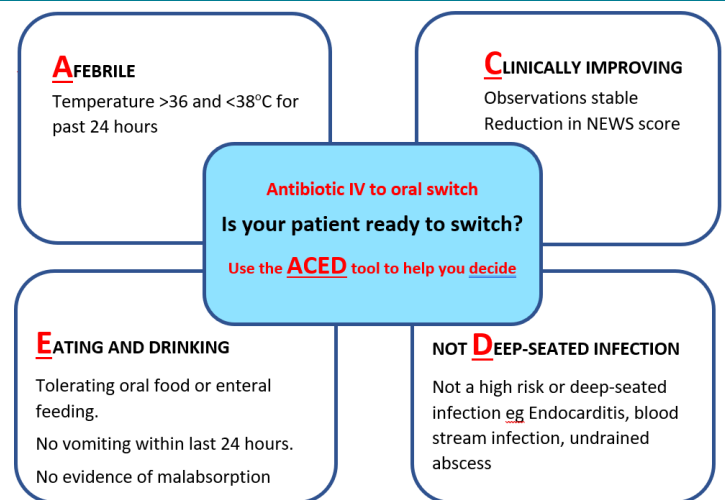 AFEBRILE
Temperature >36 and <38°C for
past 24 hours
CLINICALLY IMPROVING
Observations stable
Reduction in NEWS score
Antibiotic IV to oral switch
Is your patient ready to switch?
Use the ACED tool to help you decide
EATING AND DRINKING
Tolerating oral food or enteral
feeding.
No vomiting within last 24 hours.
No evidence of malabsorption
NOT DEEP-SEATED INFECTION
Not a high risk or deep-seated
infection eg Endocarditis, blood
stream infection, undrained
abscess